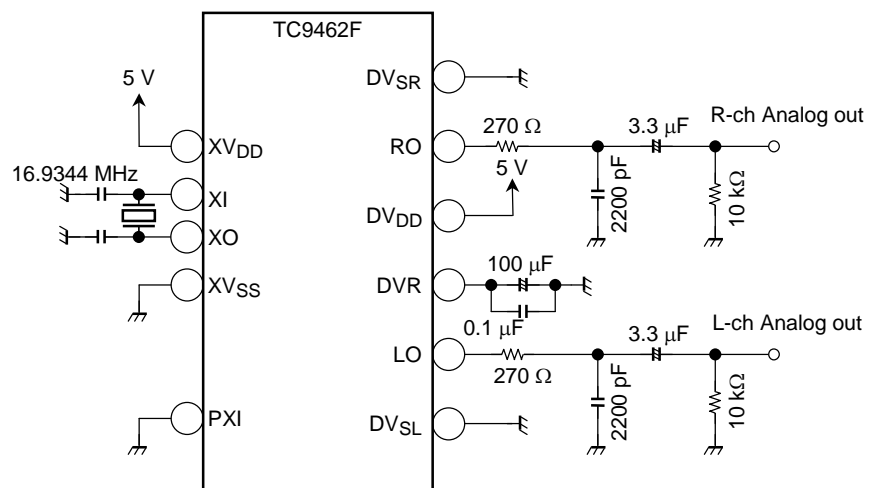 TC9462F
5 V
XVDD
16.9344 MHz
XI
XO
XVSS
PXI
DVSR
RO
270 Ω
5 V
DVDD
DVR
100 μF
0.1 μF
LO
270 Ω
DVSL
2200 pF
3.3 μF
R-ch Analog out
10 kΩ
2200 pF
3.3 μF
L-ch Analog out
10 kΩ